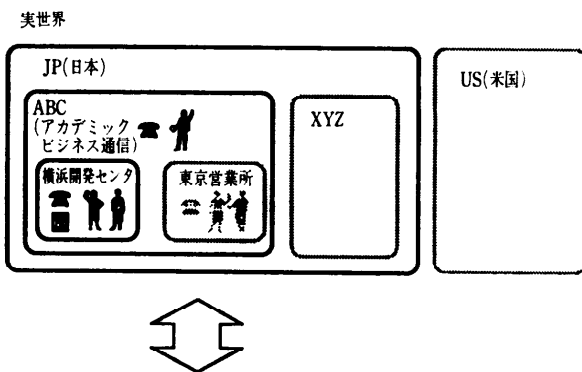 実世界
JP(日本)
US(米国)
ABC
(アカデミック
ビジネス通信)
XYZ
横浜開発センタ
東京営業所